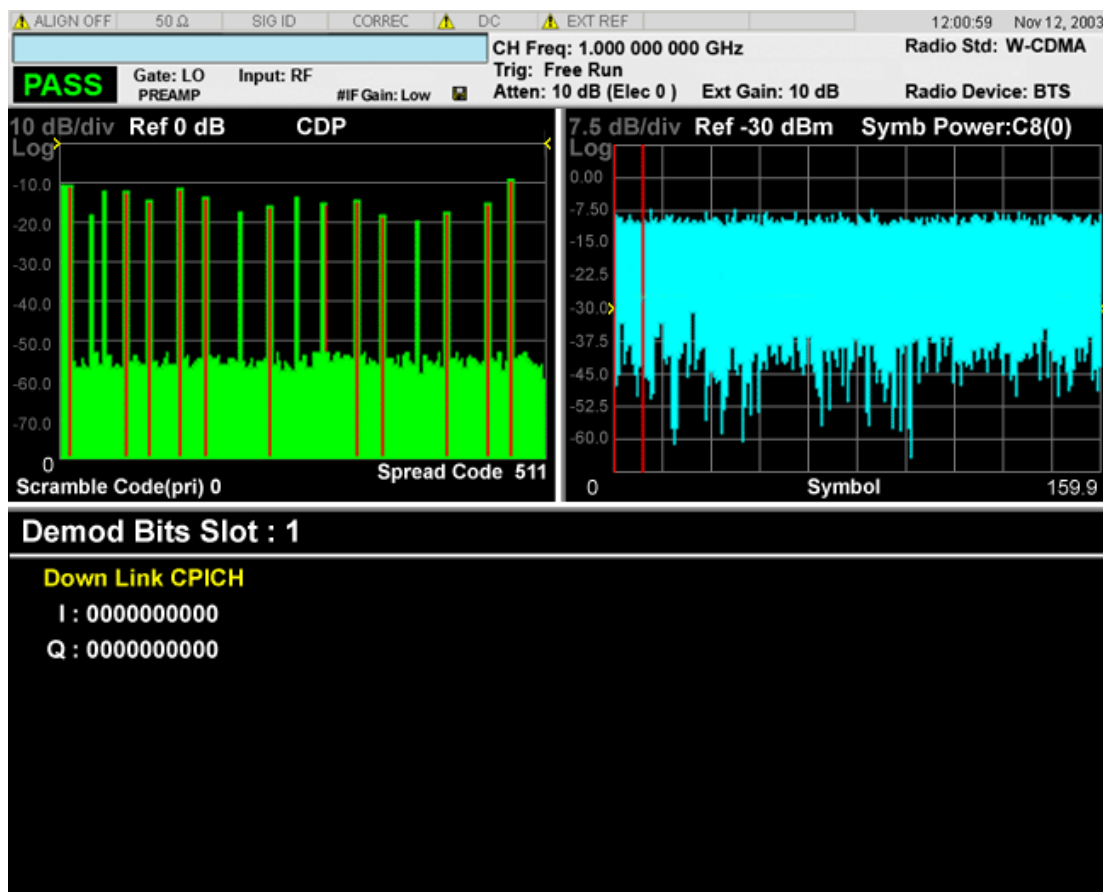 ALIGN OFF 50 Ω SIG ID CORREC DC EXT REF 12:00:59 Nov 12, 2003
CH Freq: 1.000 000 000 GHz Radio Std: W-CDMA
PASS Gate: LO Input: RF Trig: Free Run
PREAMP #IF Gain: Low Atten: 10 dB (Elec 0 ) Ext Gain: 10 dB Radio Device: BTS
10 dB/div Ref 0 dB CDP
Log
-10.0
-20.0
-30.0
-40.0
-50.0
-60.0
-70.0
0 Spread Code 511
Scramble Code(pri) 0
7.5 dB/div Ref -30 dBm Symb Power:C8(0)
Log
0.00
-7.50
-15.0
-22.5
-30.0
-37.5
-45.0
-52.5
-60.0
0 Symbol 159.9
Demod Bits Slot : 1
Down Link CPICH
I : 0000000000
Q : 0000000000